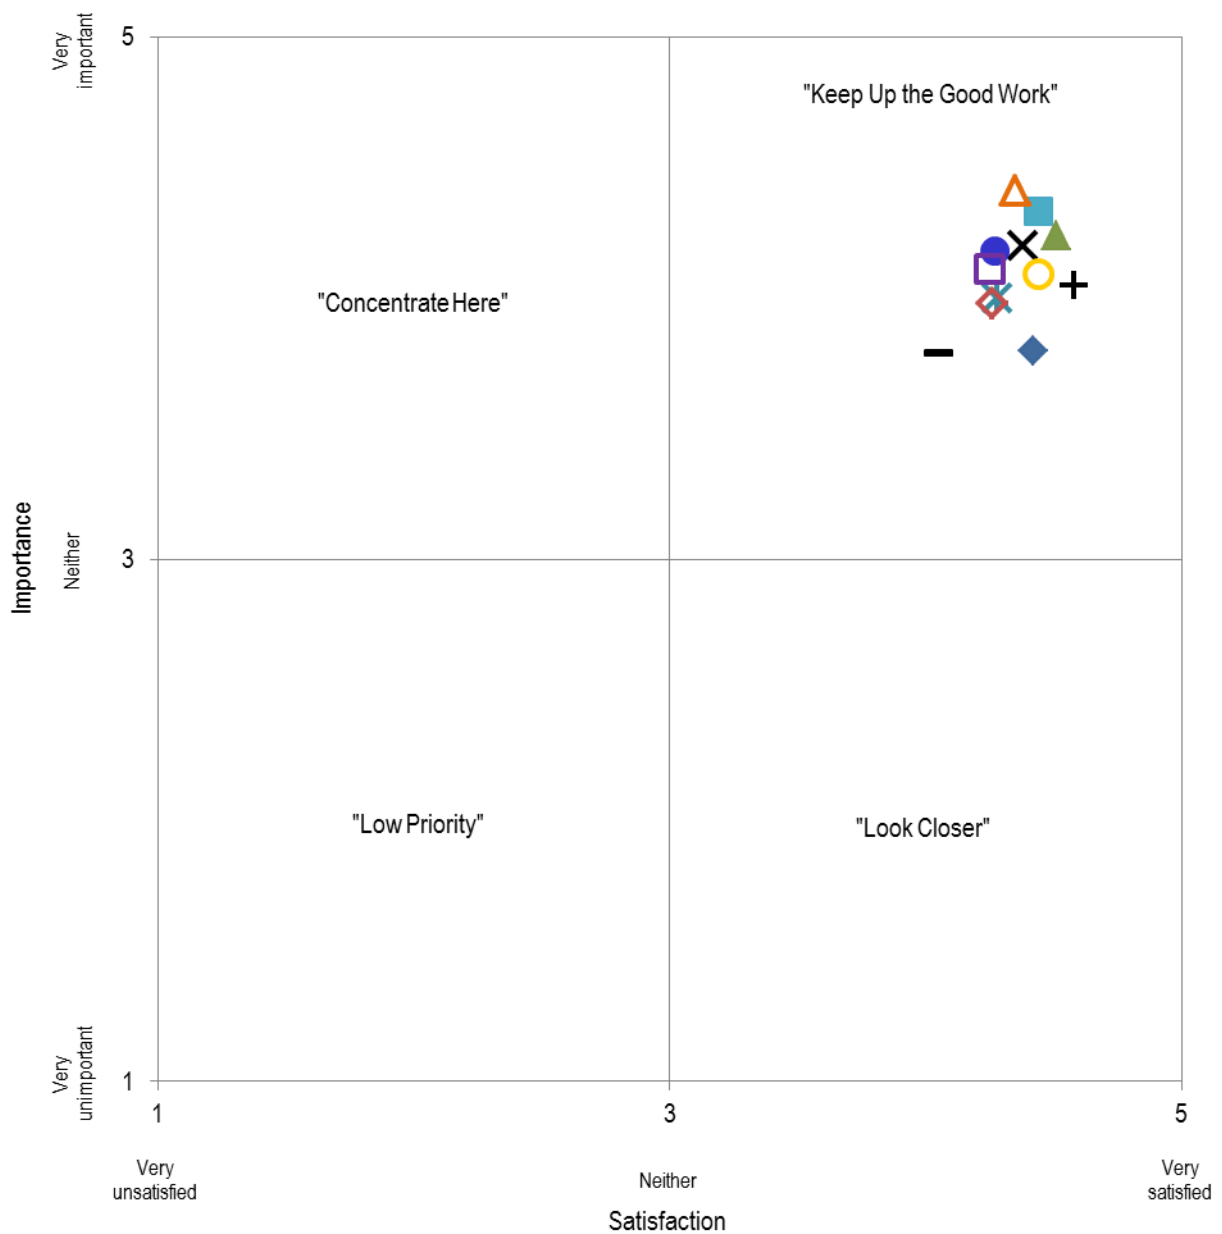 Very
important
5
"Keep Up the Good Work"
"Concentrate Here"
Importance
Neither
3
"Low Priority"
"Look Closer"
Very
unimportant
1
1
3
5
Very
unsatisfied
Neither
Very
satisfied
Satisfaction